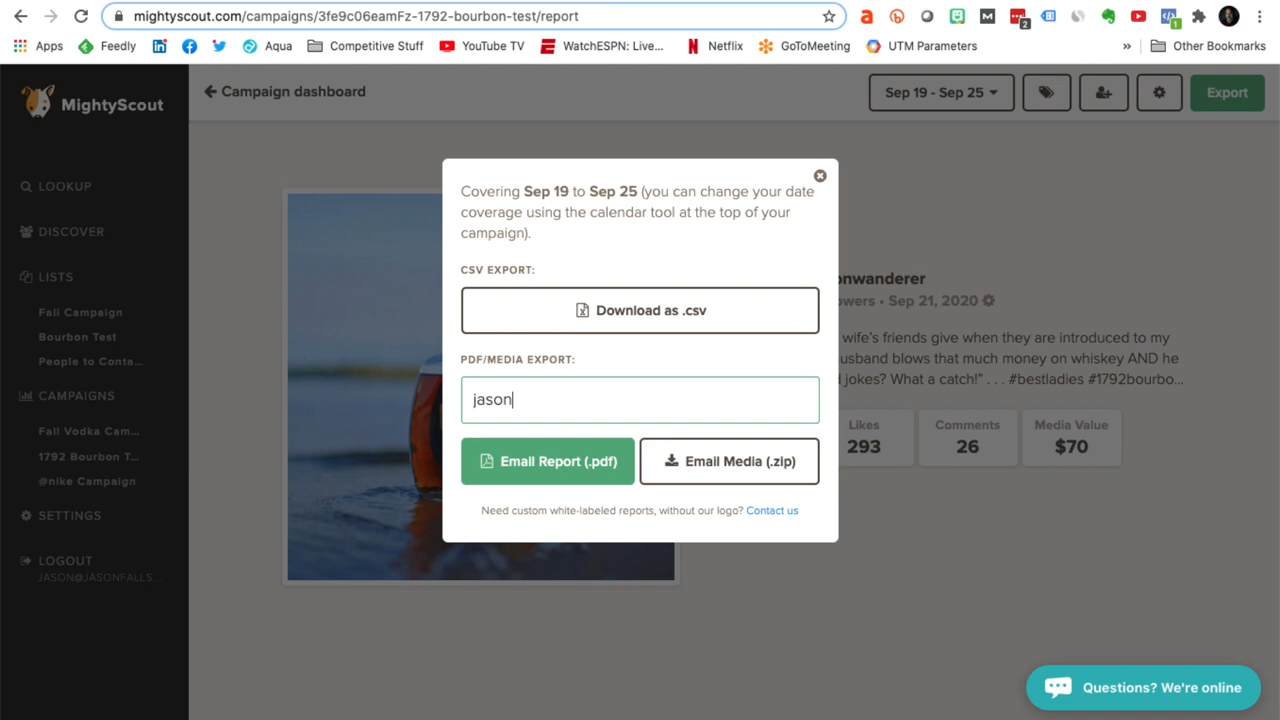 mightyscout.com/campaigns/3fe9c06eamFz-1792-bourbon-test/report
Apps
Feedly
Aqua
Competitive Stuff
YouTube TV
WatchESPN: Live...
Netflix
GoToMeeting
UTM Parameters
»
Other Bookmarks
MightyScout
Campaign dashboard
Sep 19 - Sep 25
Export
LOOKUP
DISCOVER
LISTS
Fall Campaign
Bourbon Test
People to Conta...
CAMPAIGNS
Fall Vodka Cam...
1792 Bourbon T...
@nike Campaign
SETTINGS
LOGOUT
JASON@JASONFALLS...
Covering Sep 19 to Sep 25 (you can change your date
coverage using the calendar tool at the top of your
campaign).
CSV EXPORT:
Download as .csv
PDF/MEDIA EXPORT:
jason
Email Report (.pdf)
Email Media (.zip)
Need custom white-labeled reports, without our logo? Contact us
onwanderer
owers • Sep 21, 2020
wife's friends give when they are introduced to my
usband blows that much money on whiskey AND he
d jokes? What a catch!" . . . #bestladies #1792bourbo...
Likes
293
Comments
26
Media Value
$70
Questions? We're online